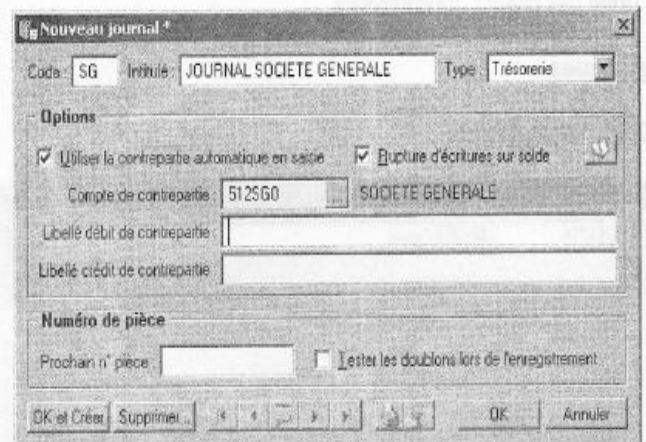 Nouveau journal *
Code : SG Intitulé : JOURNAL SOCIETE GENERALE Type : Trésorerie
Options
Utiliser la contrepartie automatique en saisie Rupture d'écritures sur solde
Compte de contrepartie : 512SG0 ... SOCIETE GENERALE
Libellé débit de contrepartie :
Libellé crédit de contrepartie
Numéro de pièce
Prochain n° pièce : Tester les doublons lors de l'enregistrement
OK et Créer Supprimer... OK Annuler